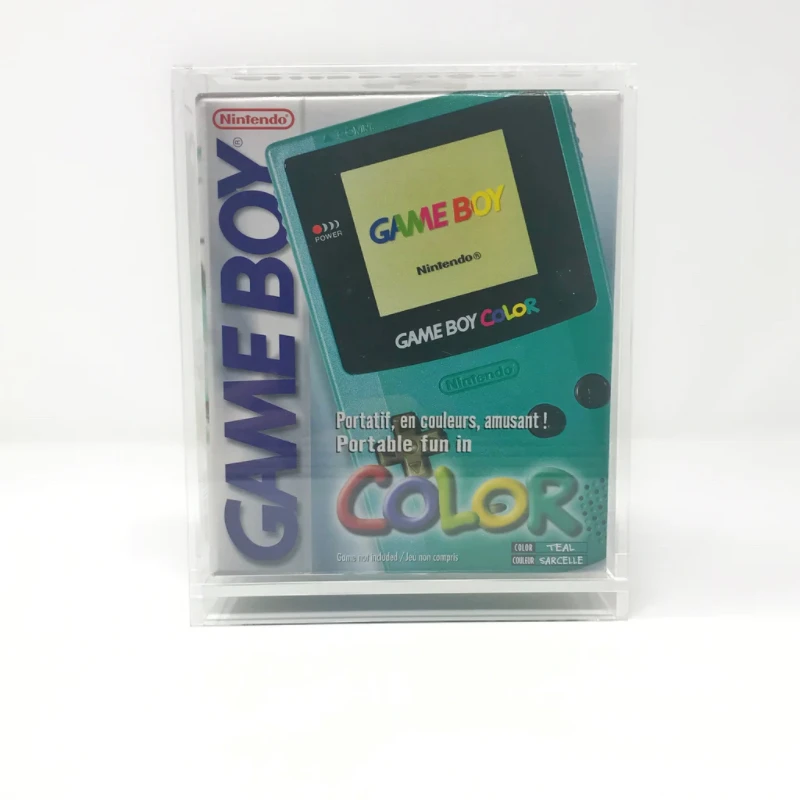 Nintendo®
GAME BOY®
POWER
GAME BOY
Nintendo®
GAME BOY COLOR
Nintendo
Portatif, en couleurs, amusant !
Portable fun in
COLOR
COLOR TEAL
COULEUR SARCELLE
Game not included / Jeu non compris